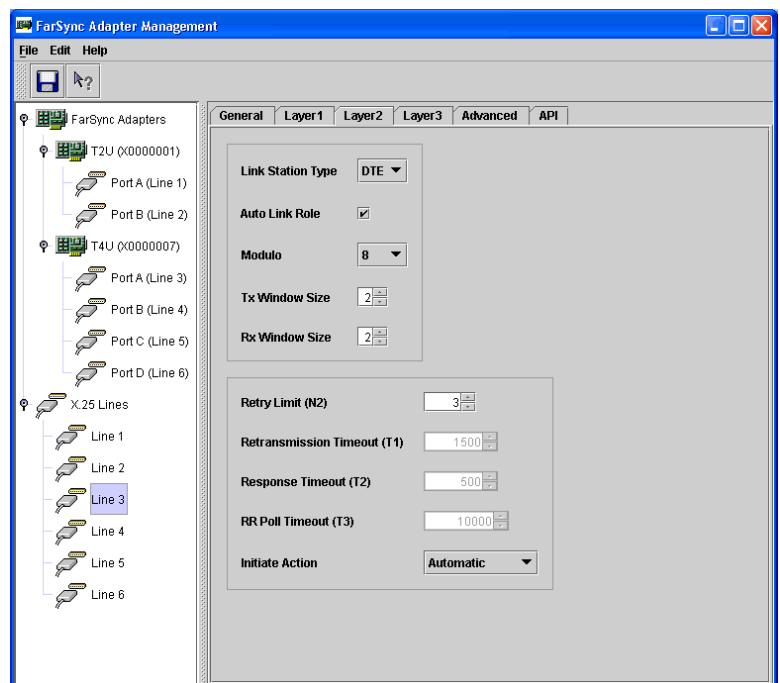 FarSync Adapter Management
File Edit Help
FarSync Adapters
T2U (X0000001)
Port A (Line 1)
Port B (Line 2)
T4U (X0000007)
Port A (Line 3)
Port B (Line 4)
Port C (Line 5)
Port D (Line 6)
X.25 Lines
Line 1
Line 2
Line 3
Line 4
Line 5
Line 6
General Layer1 Layer2 Layer3 Advanced API
Link Station Type DTE
Auto Link Role
Modulo 8
Tx Window Size 2
Rx Window Size 2
Retry Limit (N2) 3
Retransmission Timeout (T1) 1500
Response Timeout (T2) 500
RR Poll Timeout (T3) 10000
Initiate Action Automatic